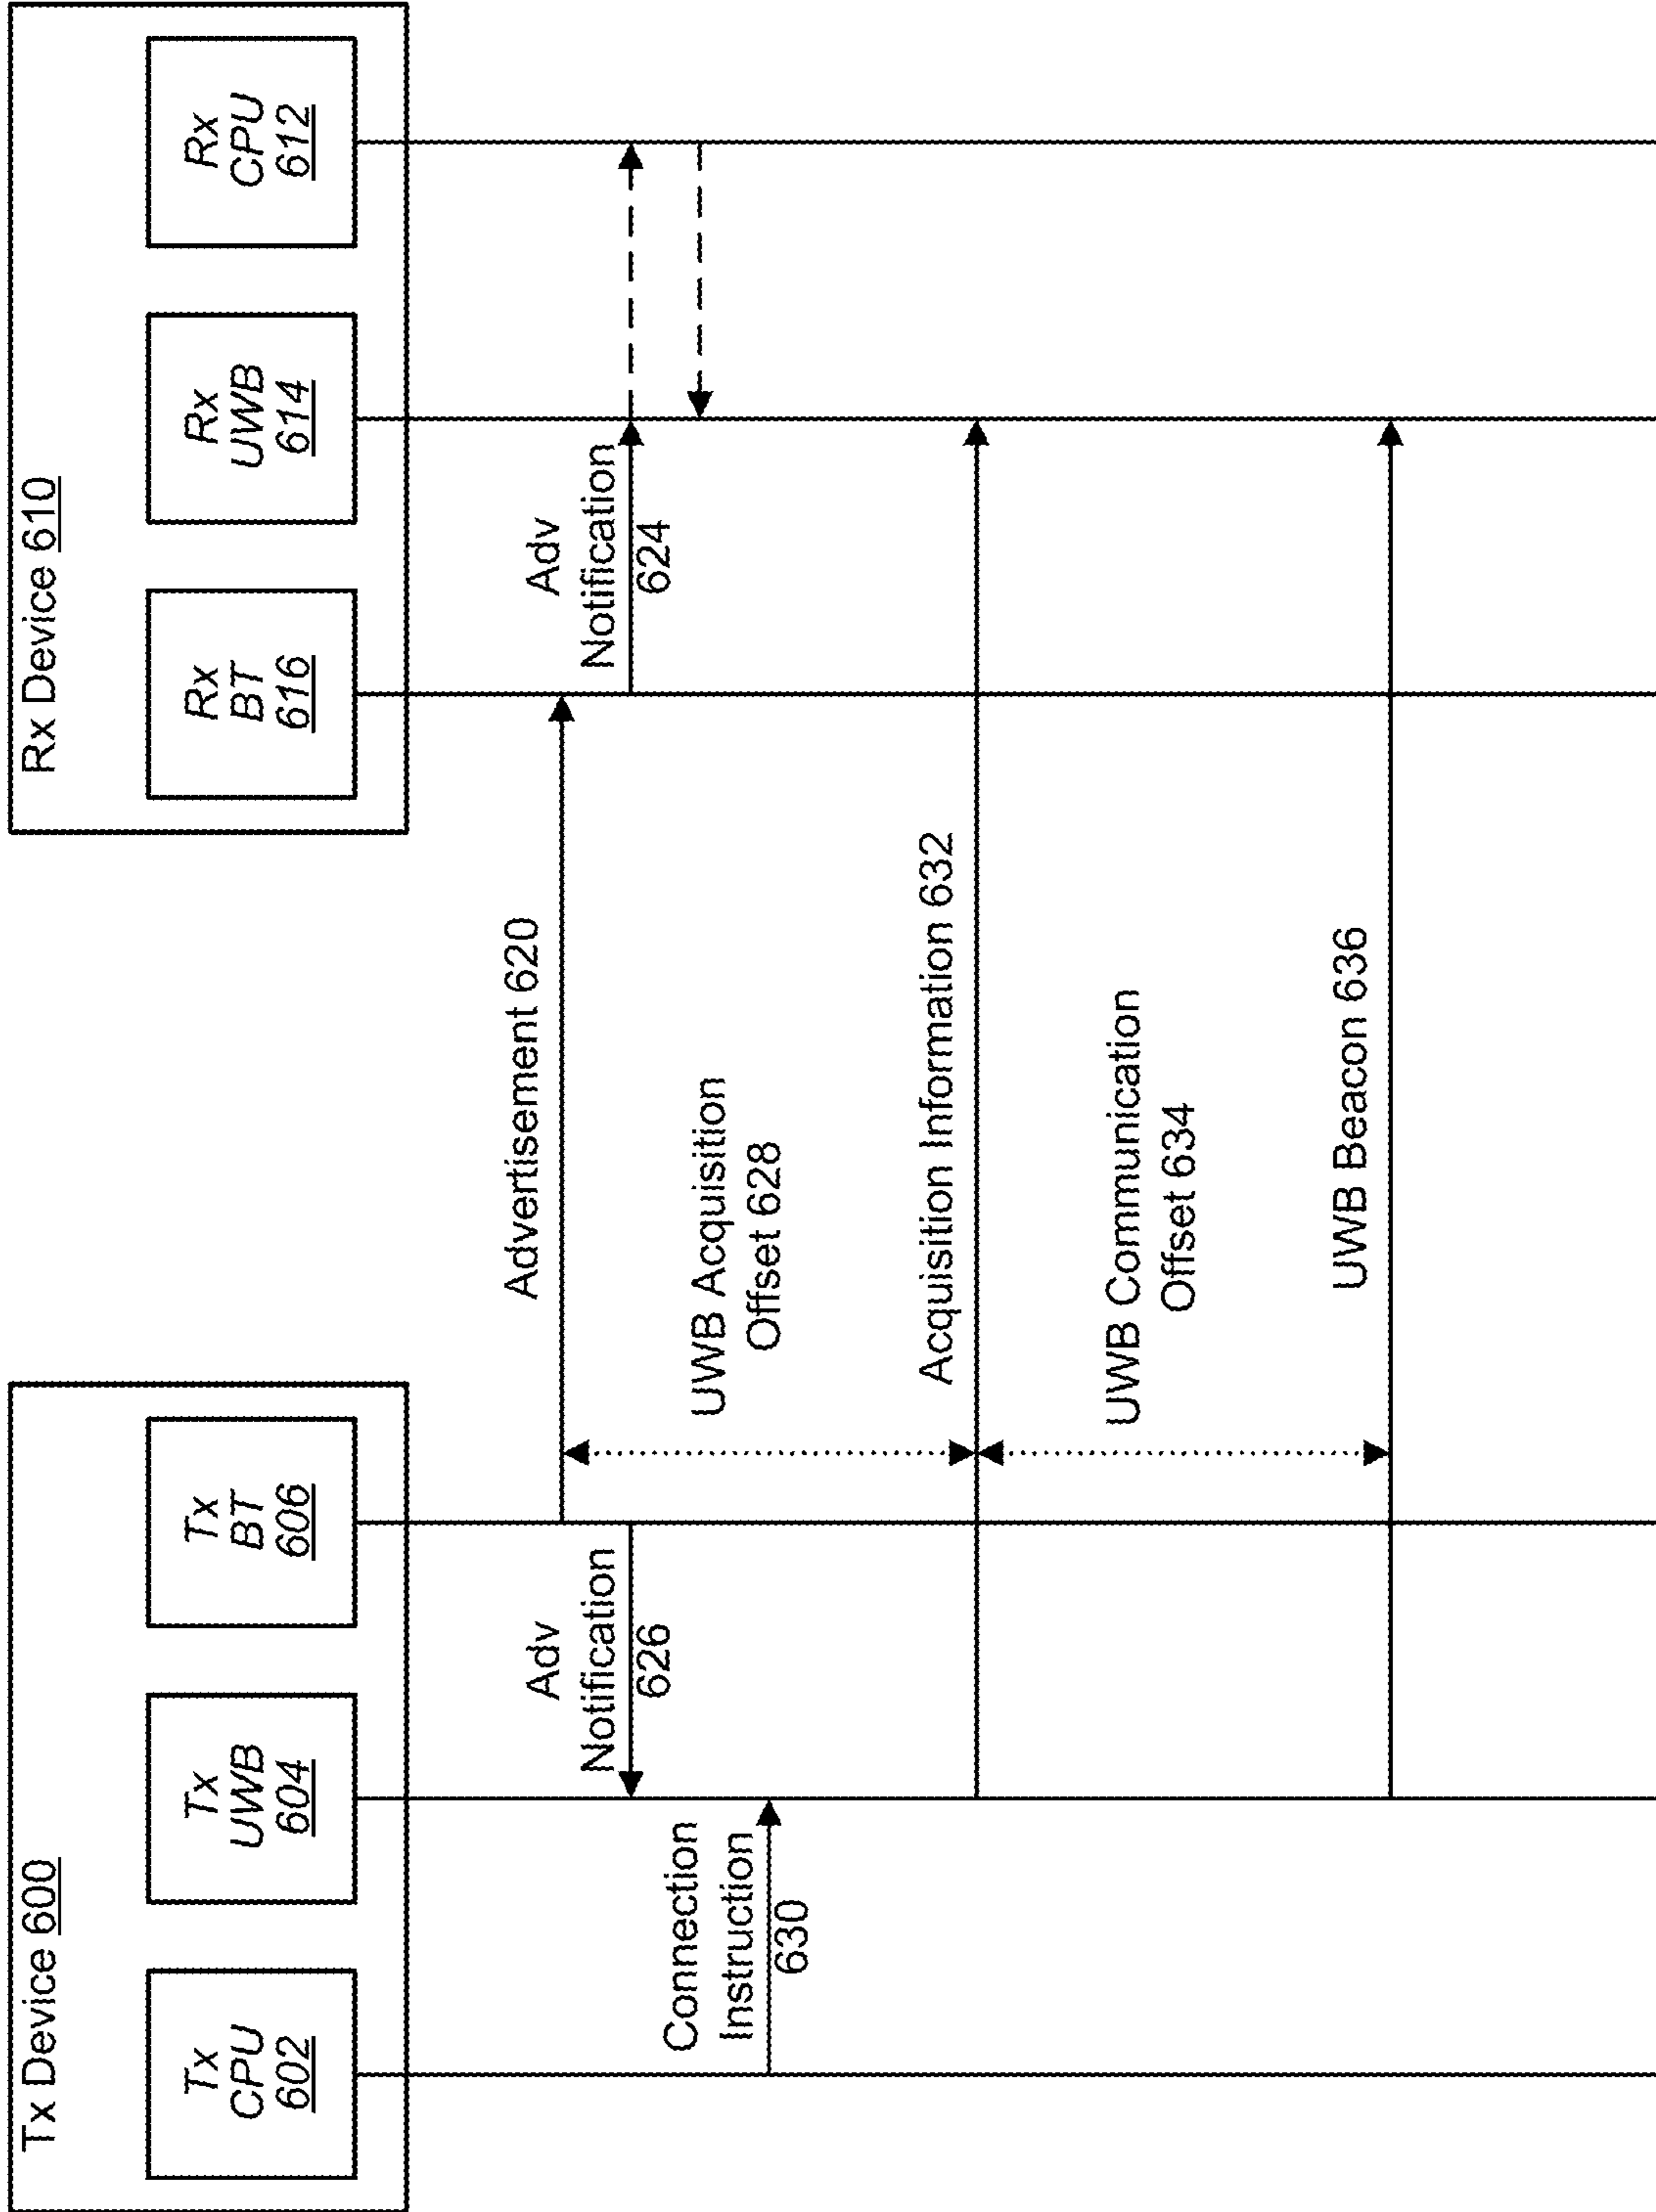 Tx Device 600
Tx
CPU
602
Tx
UWB
604
Tx
BT
606
Rx Device 610
Rx
BT
616
Rx
UWB
614
Rx
CPU
612
Advertisement 620
Adv
Notification
626
Adv
Notification
624
Connection
Instruction
630
UWB Acquisition
Offset 628
Acquisition Information 632
UWB Communication
Offset 634
UWB Beacon 636